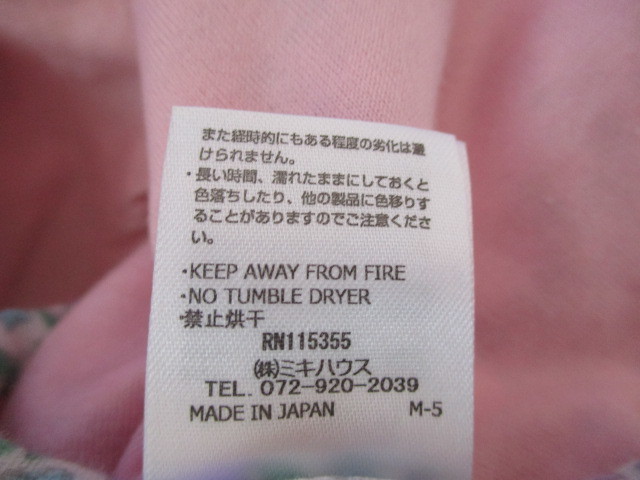 また経時的にもある程度の劣化は避
けられません。
・長い時間、濡れたままにしておくと
色落ちしたり、他の製品に色移りす
ることがありますのでご注意くださ
い。
・KEEP AWAY FROM FIRE
・NO TUMBLE DRYER
・禁止烘干
RN115355
㈱ミキハウス
TEL. 072-920-2039
MADE IN JAPAN M-5